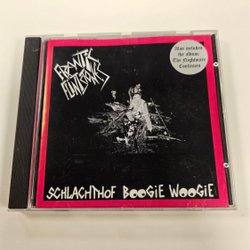 FRANTIC
FLINTSTONES
Also includes
the album:
The Nightmare
Continues
SCHLACHTHOF BOOGIE WOOGIE